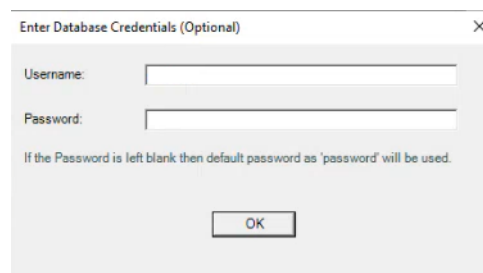 Enter Database Credentials (Optional)
Username:
Password:
If the Password is left blank then default password as 'password' will be used.
OK